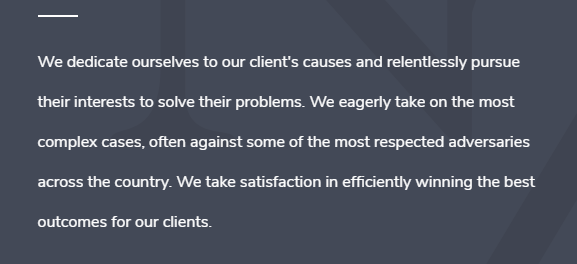 We dedicate ourselves to our client's causes and relentlessly pursue
their interests to solve their problems. We eagerly take on the most
complex cases, often against some of the most respected adversaries
across the country. We take satisfaction in efficiently winning the best
outcomes for our clients.